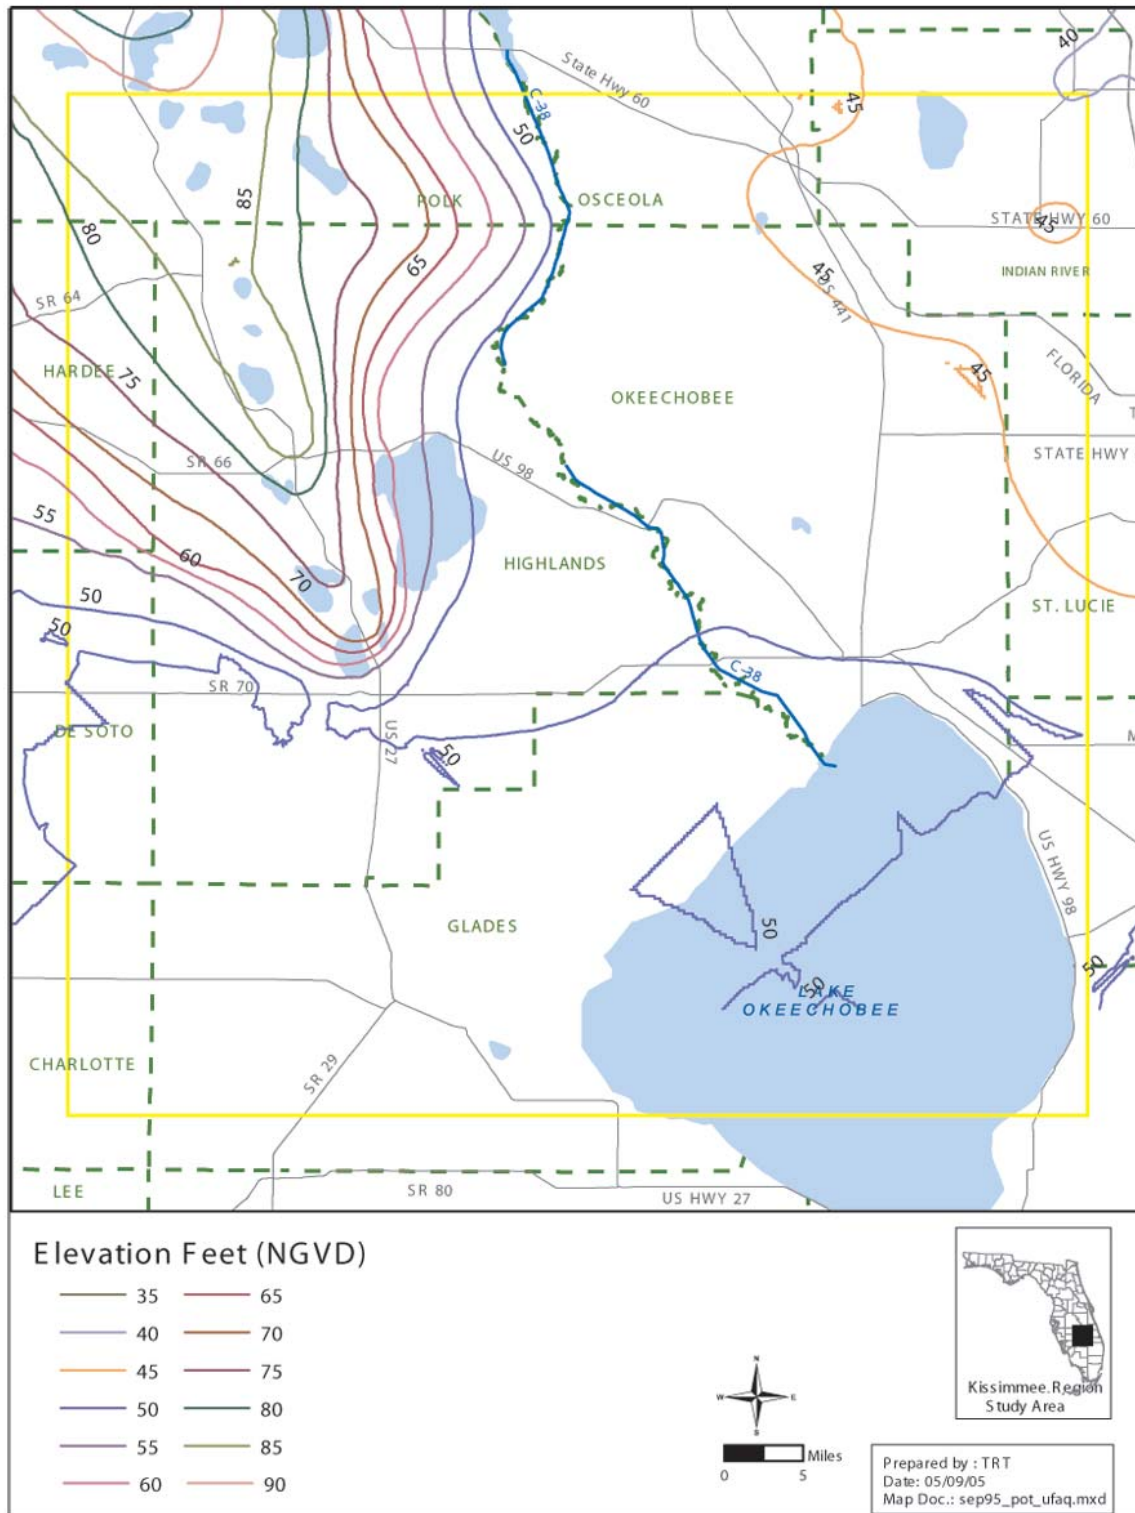 State Hwy 60
40
45
C-38
50
85
POLK
OSCEOLA
STATE HWY 60
45
80
65
45
US 441
INDIAN RIVER
SR 64
FLORIDA
HARDEE
75
45
OKEECHOBEE
SR 66
US 98
STATE HWY
55
60
HIGHLANDS
70
50
ST. LUCIE
50
C-38
SR 70
DE SOTO
US 27
50
M
US HWY 98
GLADES
50
50
50
LAKE
OKEECHOBEE
CHARLOTTE
SR 29
LEE
SR 80
US HWY 27
Elevation Feet (NGVD)
35 65
40 70
45 75
50 80
55 85
60 90
N
W E
S
Miles
0 5
Kissimmee.Region
Study Area
Prepared by : TRT
Date: 05/09/05
Map Doc.: sep95_pot_ufaq.mxd